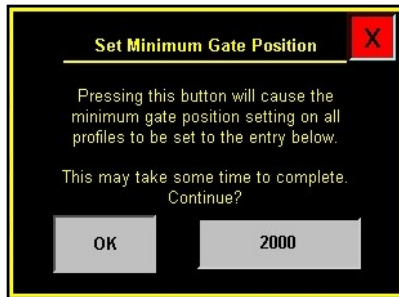 Set Minimum Gate Position
X
Pressing this button will cause the
minimum gate position setting on all
profiles to be set to the entry below.
This may take some time to complete.
Continue?
OK
2000